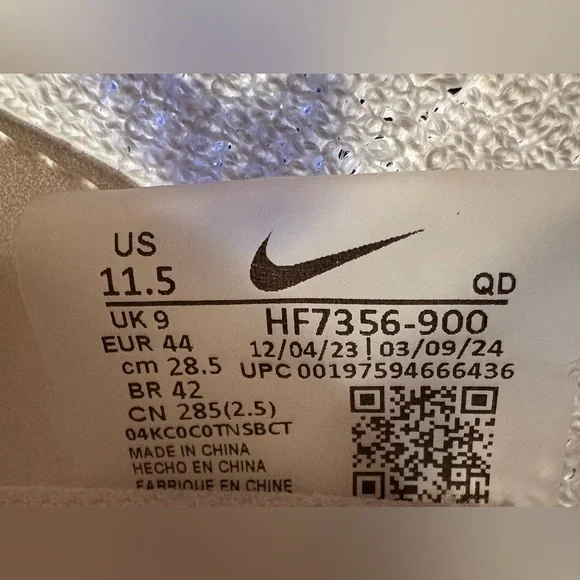 US
11.5
QD
UK 9
EUR 44
cm 28.5
BR 42
CN 285(2.5)
04KC0C0TNSBCT
MADE IN CHINA
HECHO EN CHINA
FABRIQUE EN CHINE
HF7356-900
12/04/23 | 03/09/24
UPC 00197594666436